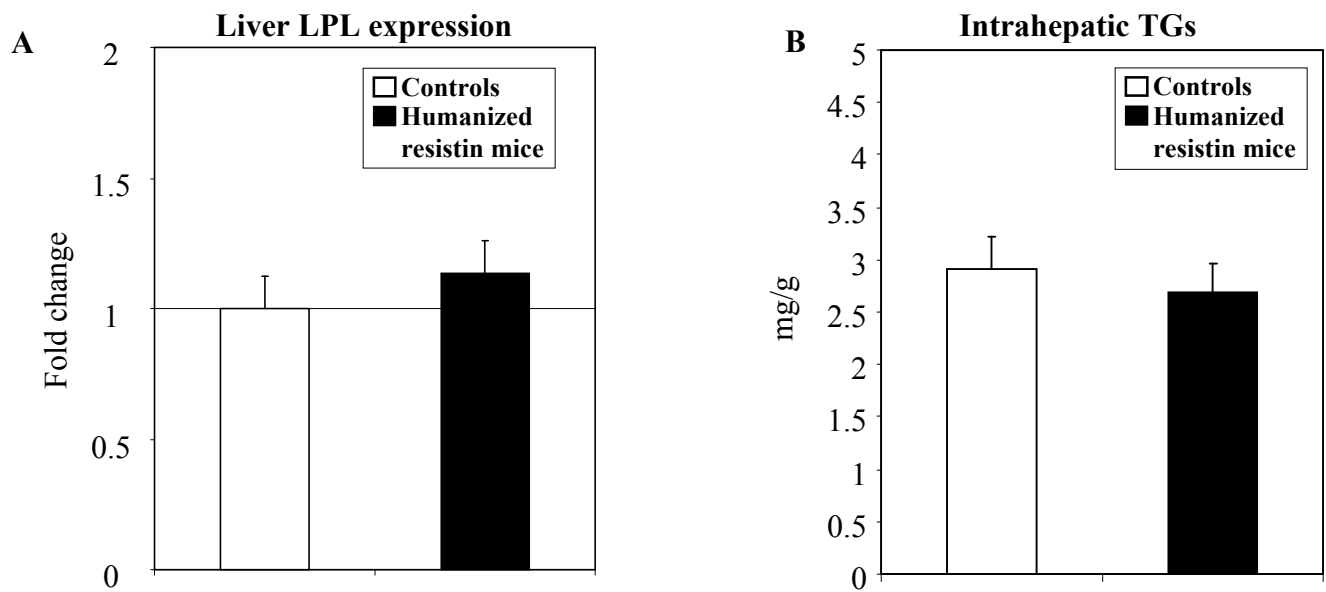 A
Liver LPL expression
2
1.5
1
0.5
0
Fold change
Controls
Humanized
resistin mice
B
Intrahepatic TGs
5
4.5
4
3.5
3
2.5
2
1.5
1
0.5
0
mg/g
Controls
Humanized
resistin mice